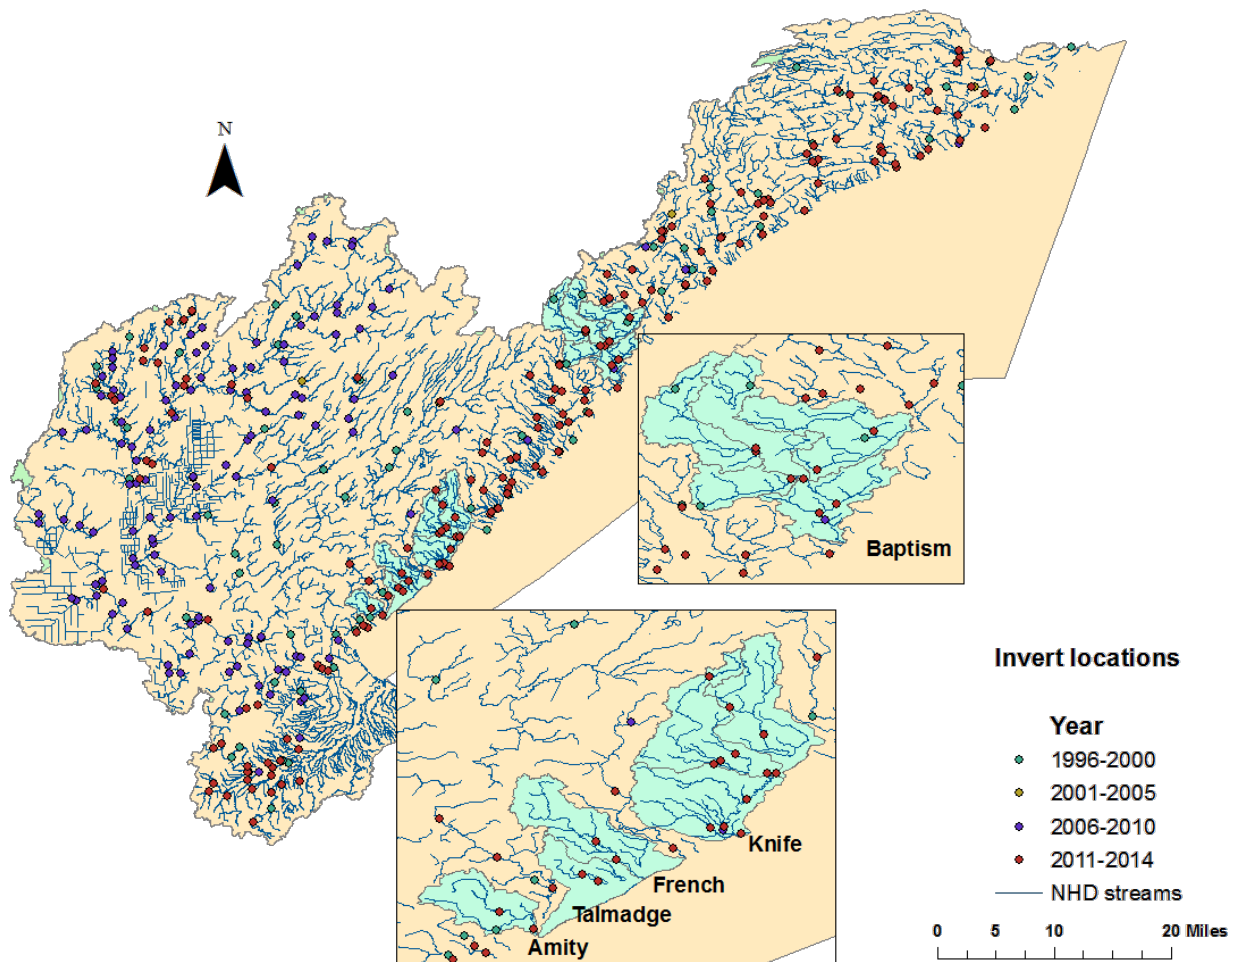 N
Baptism
Knife
French
Talmadge
Amity
Invert locations
Year
1996-2000
2001-2005
2006-2010
2011-2014
NHD streams
0 5 10 20 Miles